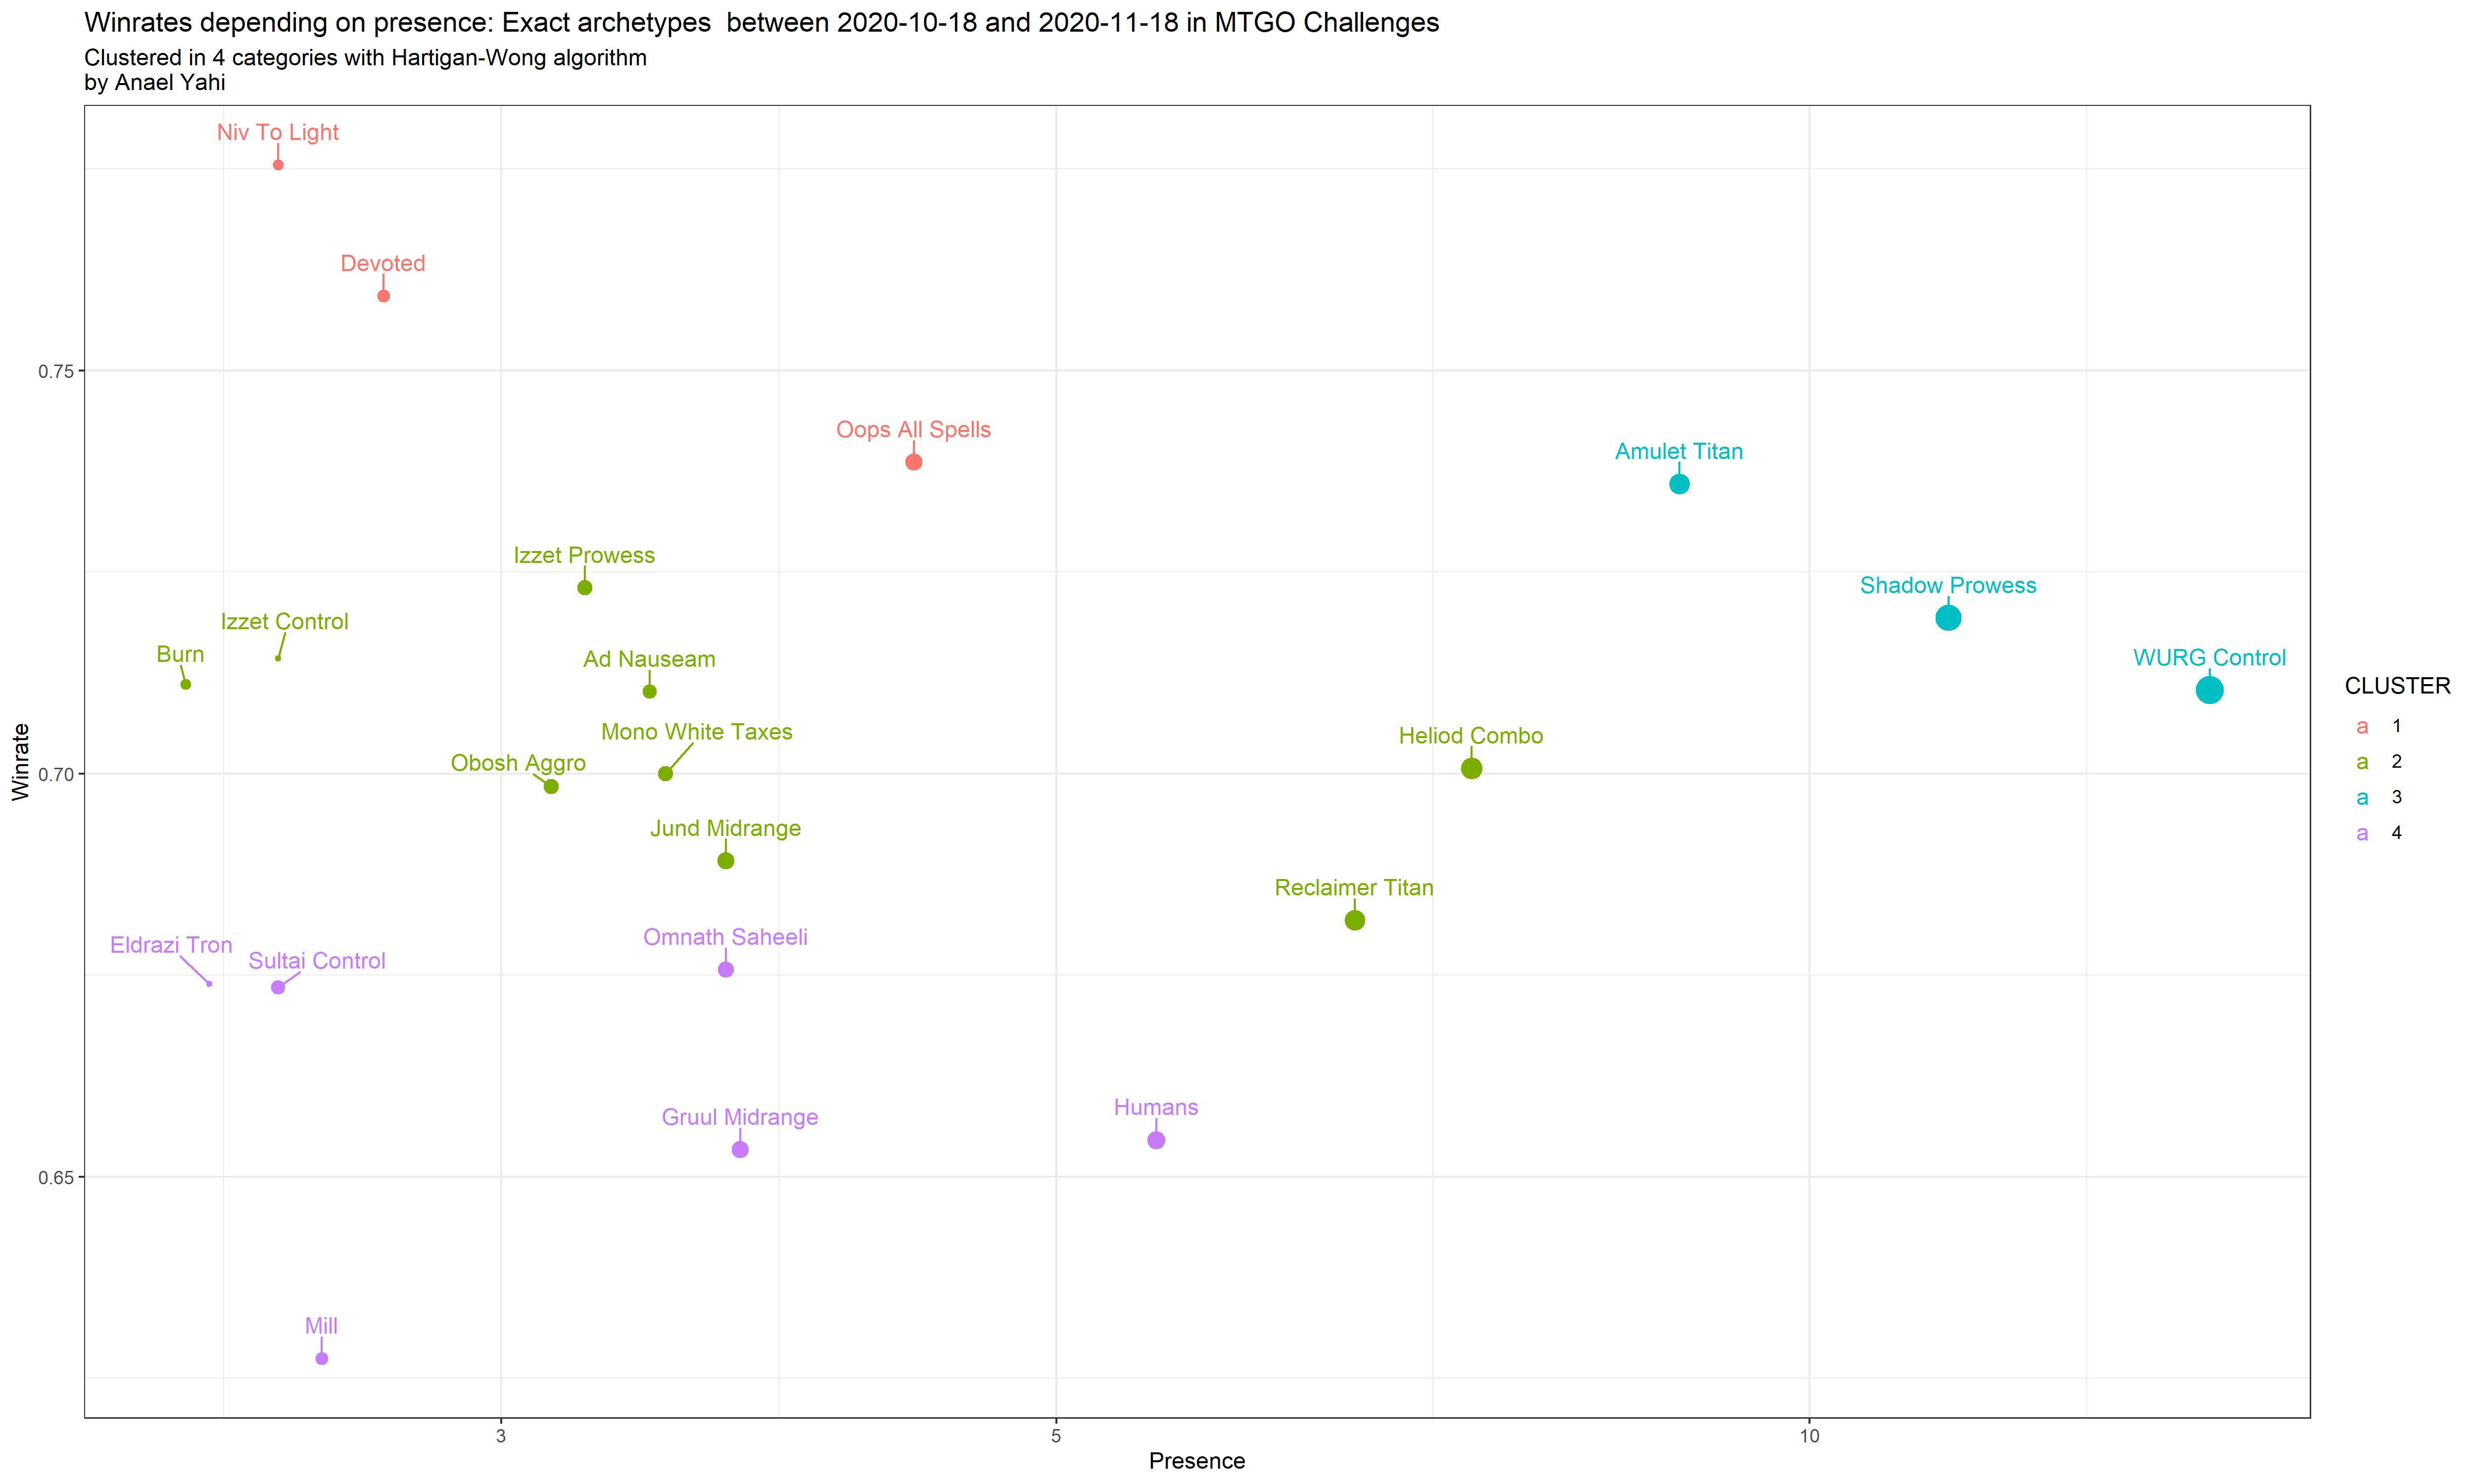 Winrates depending on presence: Exact archetypes  between 2020-10-18 and 2020-11-18 in MTGO Challenges
Clustered in 4 categories with Hartigan-Wong algorithm
by Anael Yahi
Niv To Light
Devoted
0.75
Oops All Spells
Amulet Titan
Izzet Prowess
Shadow Prowess
Izzet Control
Burn
Ad Nauseam
WURG Control
Mono White Taxes
Heliod Combo
Obosh Aggro
0.70
Winrate
Jund Midrange
Reclaimer Titan
Omnath Saheeli
Eldrazi Tron
Sultai Control
Humans
Gruul Midrange
0.65
Mill
3
5
10
Presence
CLUSTER
a 1
a 2
a 3
a 4